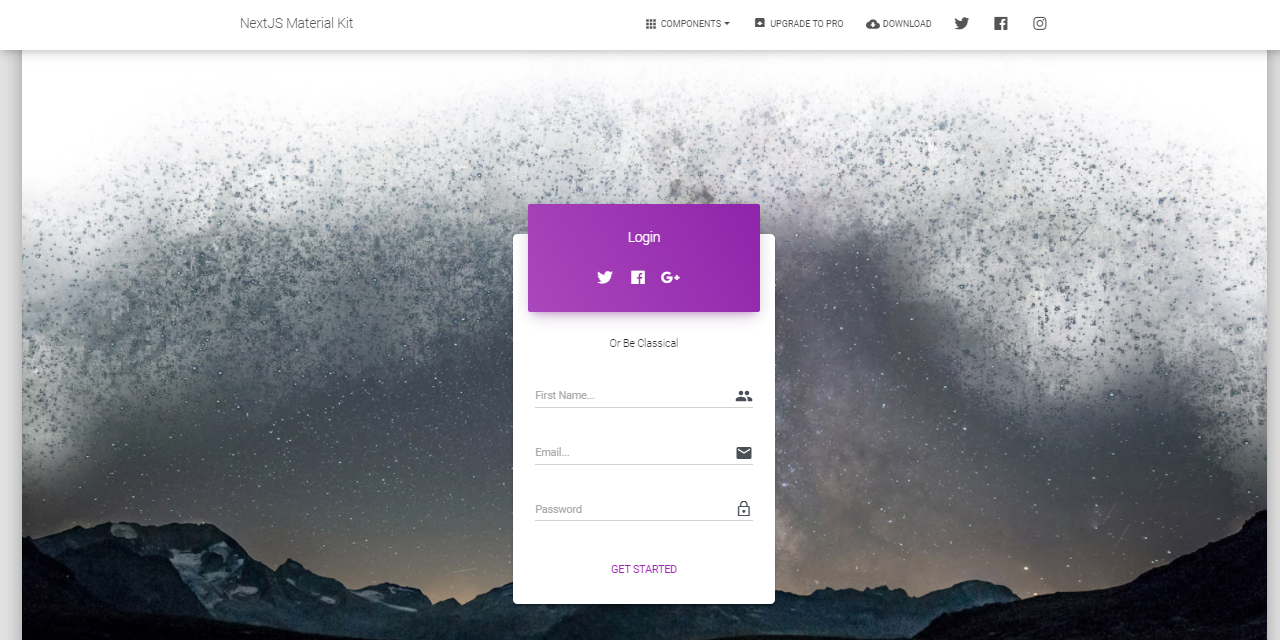 NextJS Material Kit
COMPONENTS
UPGRADE TO PRO
DOWNLOAD
Login
Or Be Classical
First Name...
Email...
Password
GET STARTED